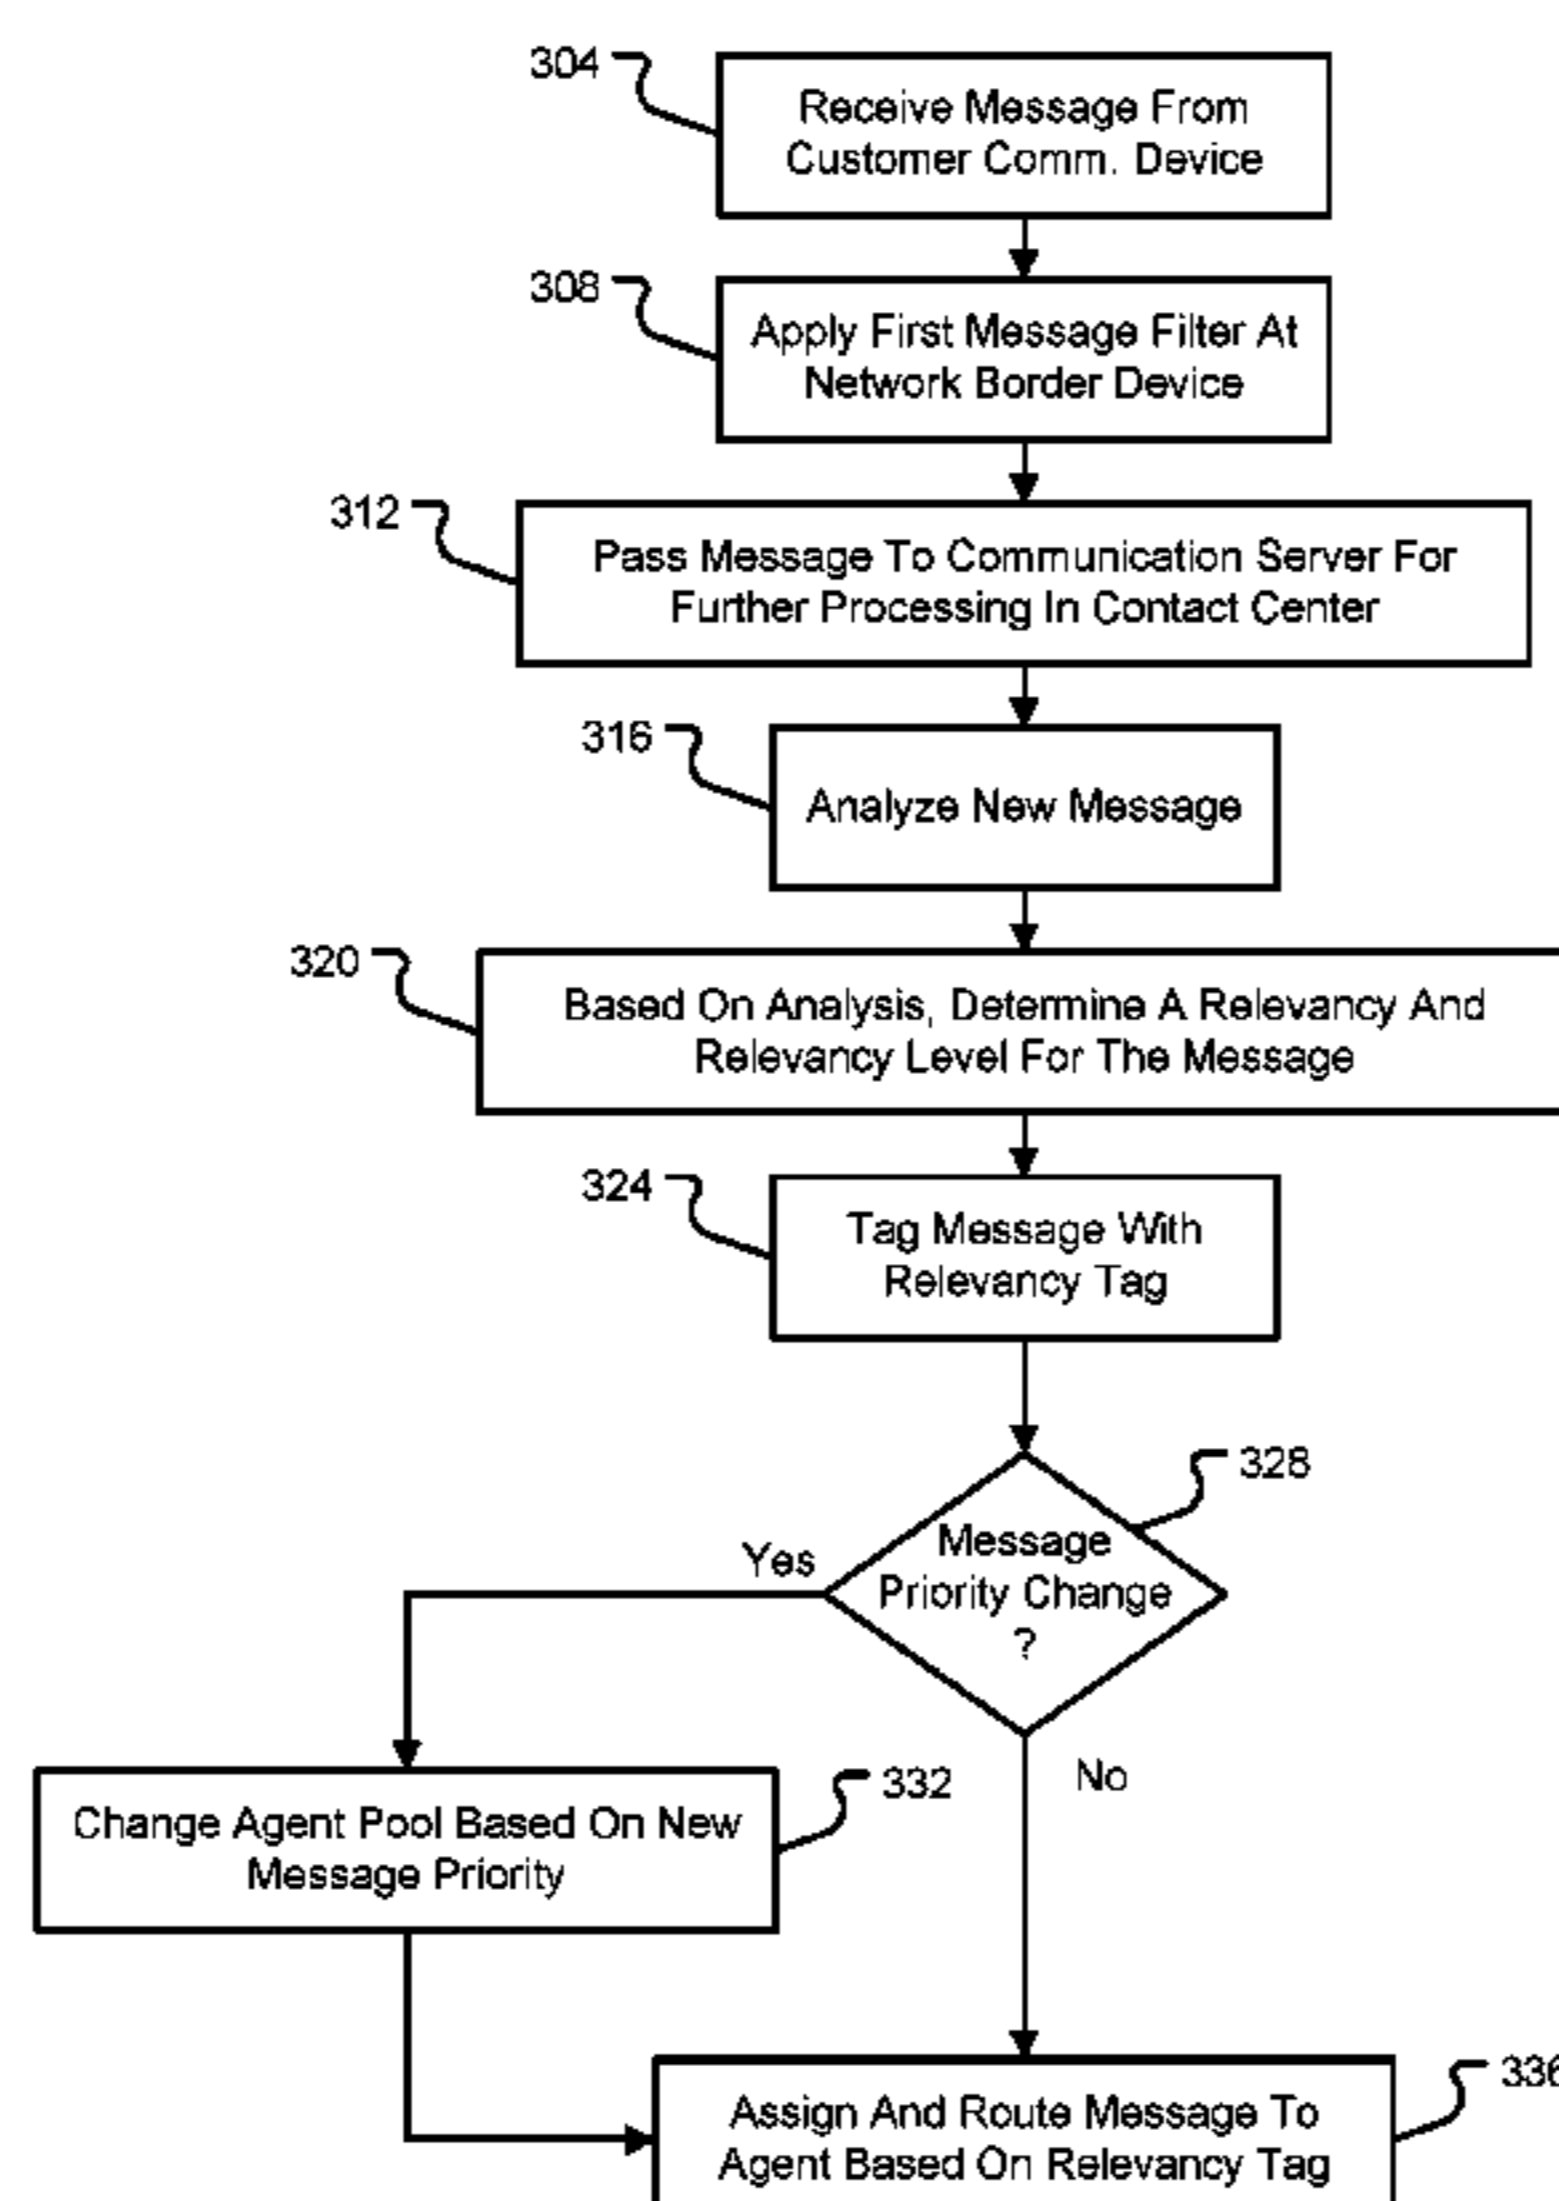 304
Receive Message From
Customer Comm. Device
308
Apply First Message Filter At
Network Border Device
312
Pass Message To Communication Server For
Further Processing In Contact Center
316
Analyze New Message
320
Based On Analysis, Determine A Relevancy And
Relevancy Level For The Message
324
Tag Message With
Relevancy Tag
328
Message
Priority Change
?
Yes
No
332
Change Agent Pool Based On New
Message Priority
336
Assign And Route Message To
Agent Based On Relevancy Tag